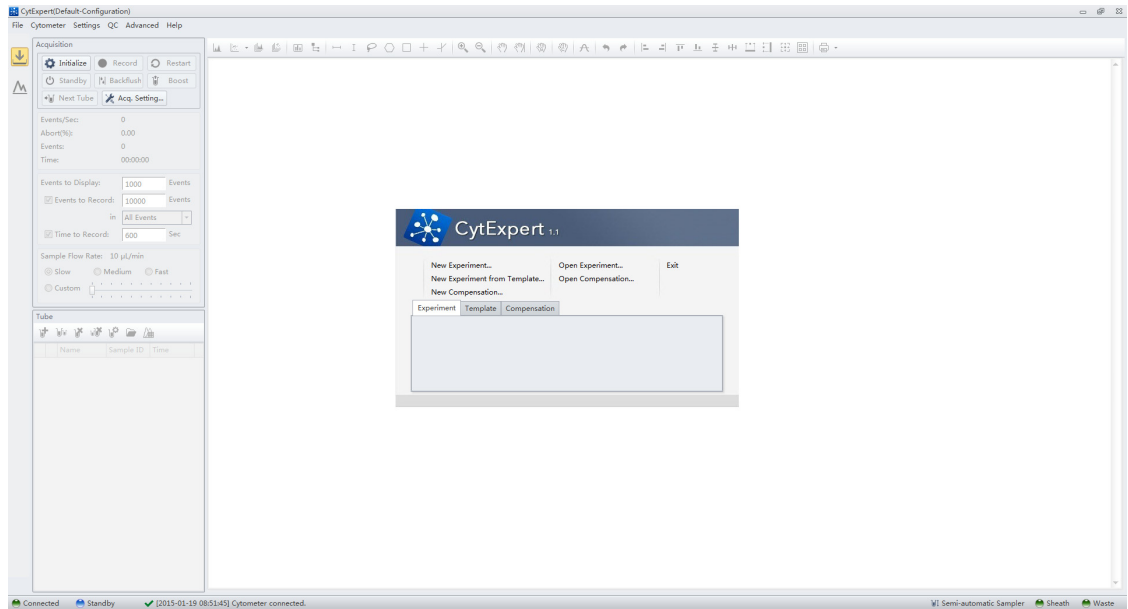 CytExpert(Default-Configuration)
File Cytometer Settings QC Advanced Help
Acquisition
Initialize Record Restart
Standby Backflush Boost
Next Tube Acq. Setting...
Events/Sec: 0
Abort(%): 0.00
Events: 0
Time: 00:00:00
Events to Display: 1000 Events
Events to Record: 10000 Events
in All Events
Time to Record: 600 Sec
Sample Flow Rate: 10 µL/min
Slow Medium Fast
Custom
Tube
Name Sample ID Time
CytExpert 1.1
New Experiment... Open Experiment... Exit
New Experiment from Template... Open Compensation...
New Compensation...
Experiment Template Compensation
Connected Standby [2015-01-19 08:51:45] Cytometer connected. Semi-automatic Sampler Sheath Waste